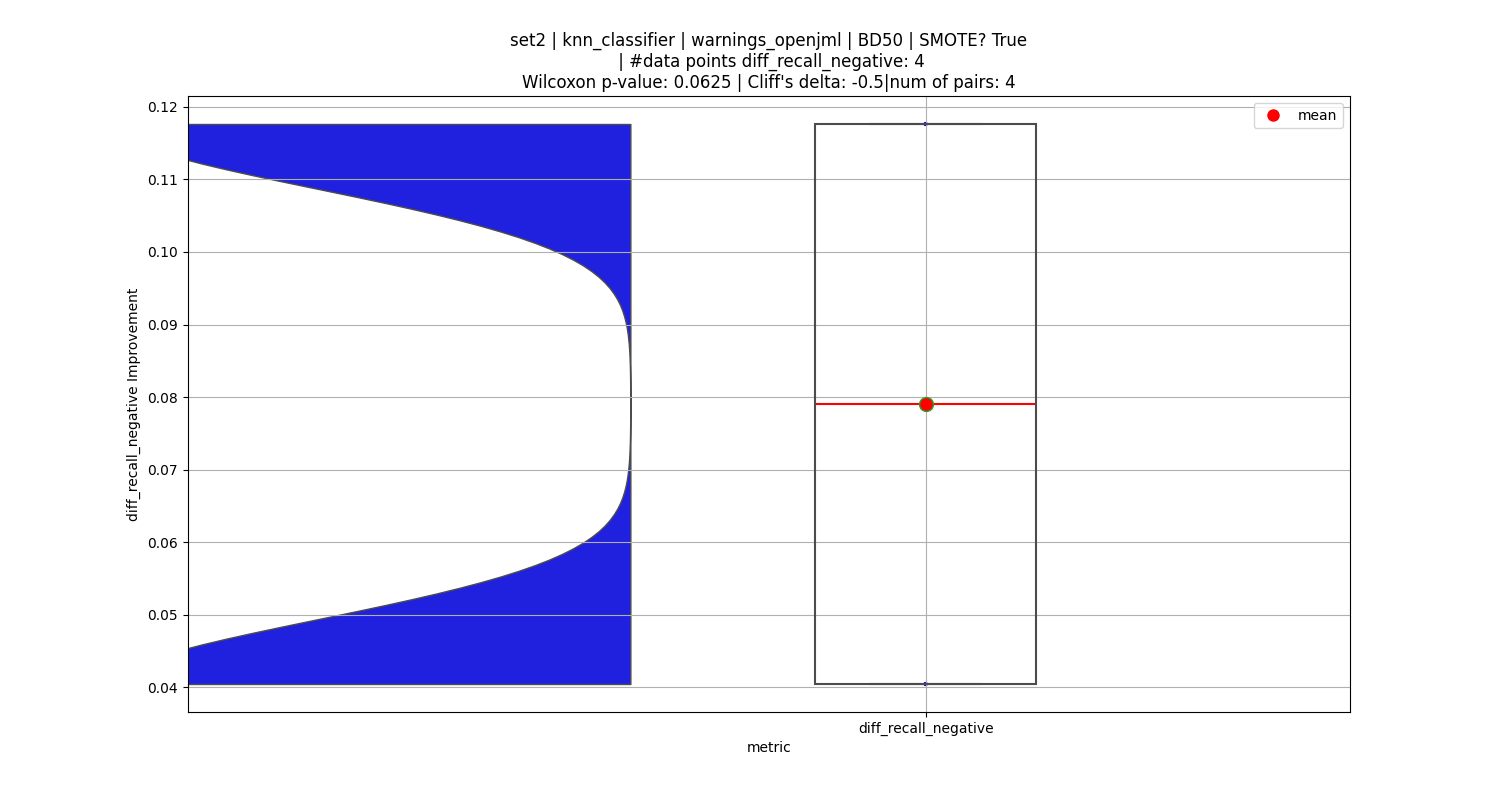 set2 | knn_classifier | warnings_openjml | BD50 | SMOTE? True
| #data points diff_recall_negative: 4
Wilcoxon p-value: 0.0625 | Cliff's delta: -0.5|num of pairs: 4
mean
0.12
0.11
0.10
0.09
0.08
0.07
0.06
0.05
0.04
diff_recall_negative Improvement
diff_recall_negative
metric